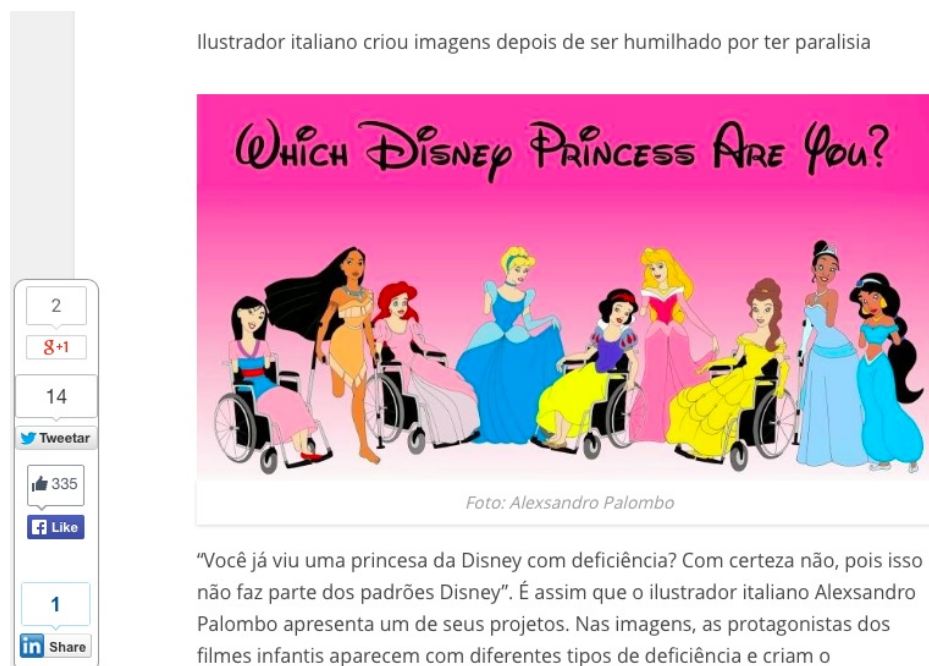 Ilustrador italiano criou imagens depois de ser humilhado por ter paralisia
Which Disney Princess Are You?
Foto: Alexsandro Palombo
2
g+1
14
Tweetar
335
Like
1
in Share
“Você já viu uma princesa da Disney com deficiência? Com certeza não, pois isso
não faz parte dos padrões Disney”. É assim que o ilustrador italiano Alexsandro
Palombo apresenta um de seus projetos. Nas imagens, as protagonistas dos
filmes infantis aparecem com diferentes tipos de deficiência e criam o